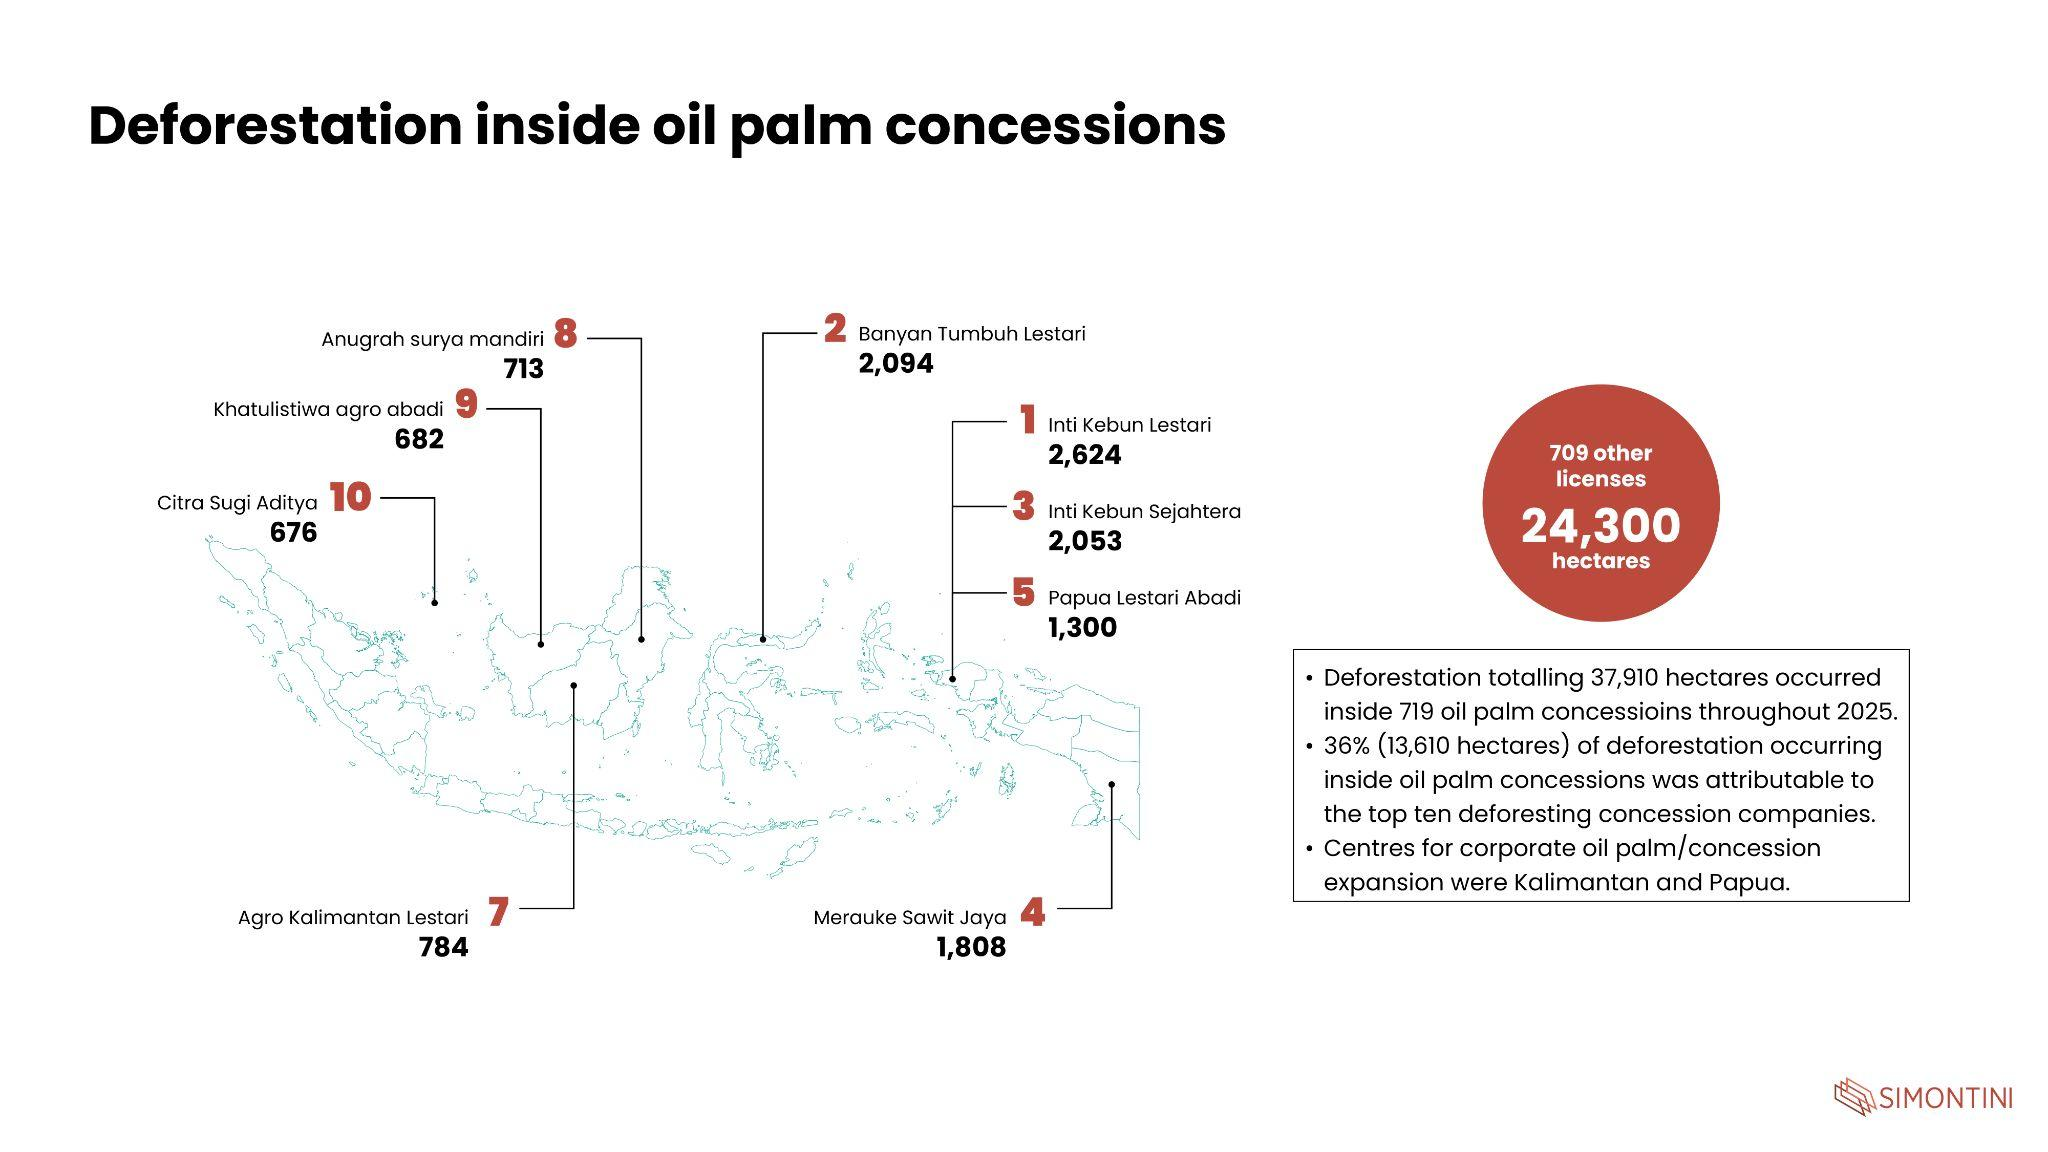 Deforestation inside oil palm concessions
Anugrah surya mandiri 8
713
2 Banyan Tumbuh Lestari
2,094
Khatulistiwa agro abadi 9
682
1 Inti Kebun Lestari
2,624
Citra Sugi Aditya 10
676
3 Inti Kebun Sejahtera
2,053
5 Papua Lestari Abadi
1,300
Agro Kalimantan Lestari 7
784
Merauke Sawit Jaya 4
1,808
709 other
licenses
24,300
hectares
• Deforestation totalling 37,910 hectares occurred
inside 719 oil palm concessioins throughout 2025.
• 36% (13,610 hectares) of deforestation occurring
inside oil palm concessions was attributable to
the top ten deforesting concession companies.
• Centres for corporate oil palm/concession
expansion were Kalimantan and Papua.
SIMONTINI